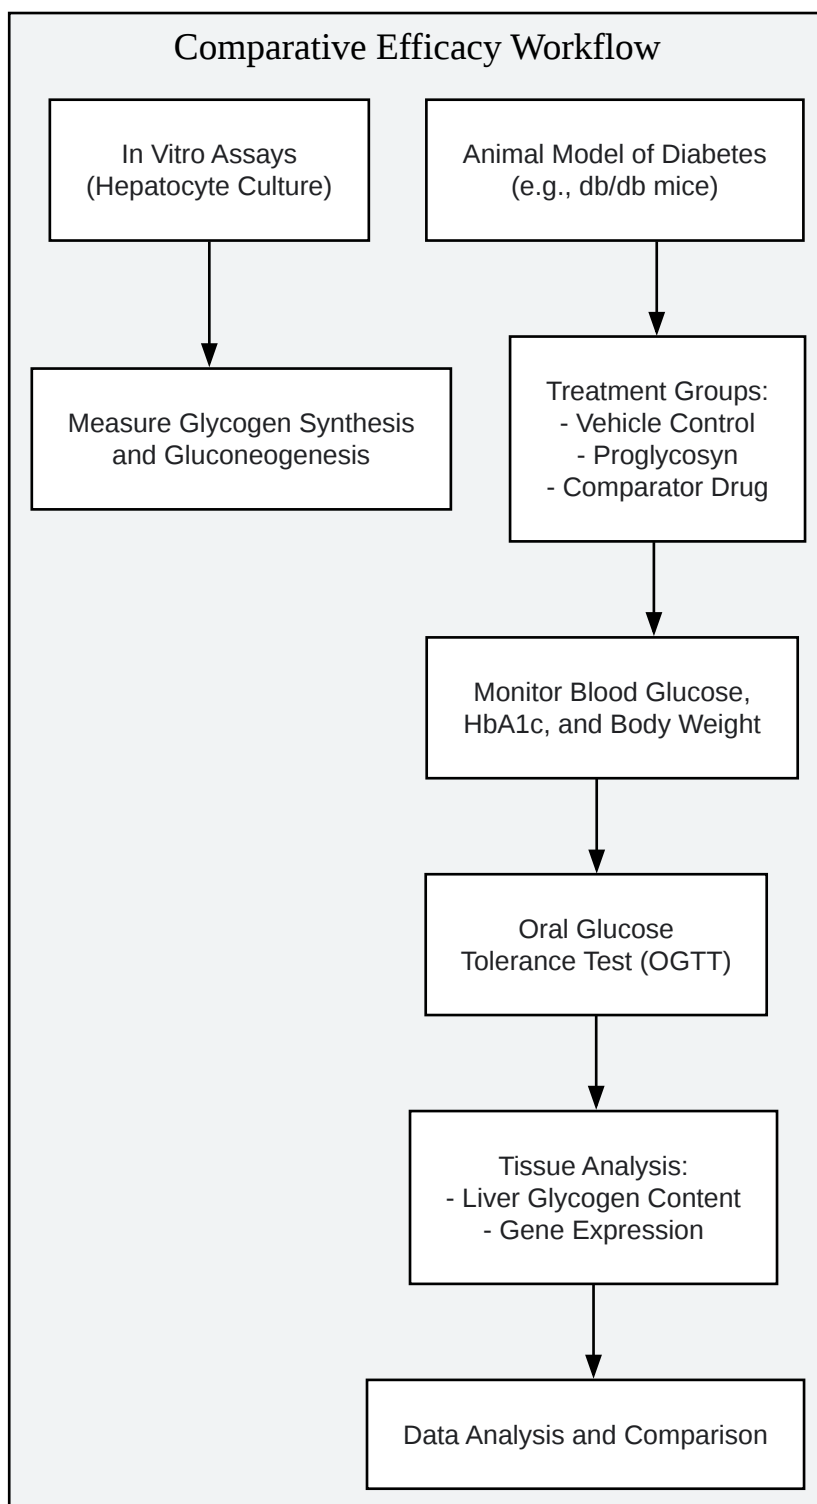 Comparative Efficacy Workflow
In Vitro Assays
(Hepatocyte Culture)
Animal Model of Diabetes
(e.g., db/db mice)
Measure Glycogen Synthesis
and Gluconeogenesis
Treatment Groups:
- Vehicle Control
- Proglycosyn
- Comparator Drug
Monitor Blood Glucose,
HbA1c, and Body Weight
Oral Glucose
Tolerance Test (OGTT)
Tissue Analysis:
- Liver Glycogen Content
- Gene Expression
Data Analysis and Comparison